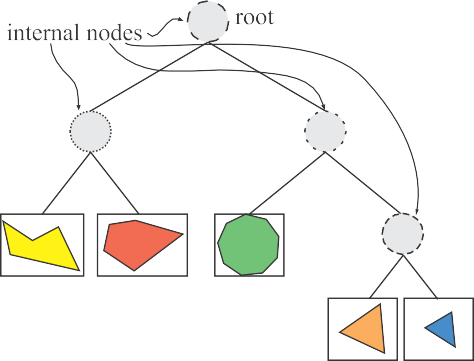 root
internal nodes